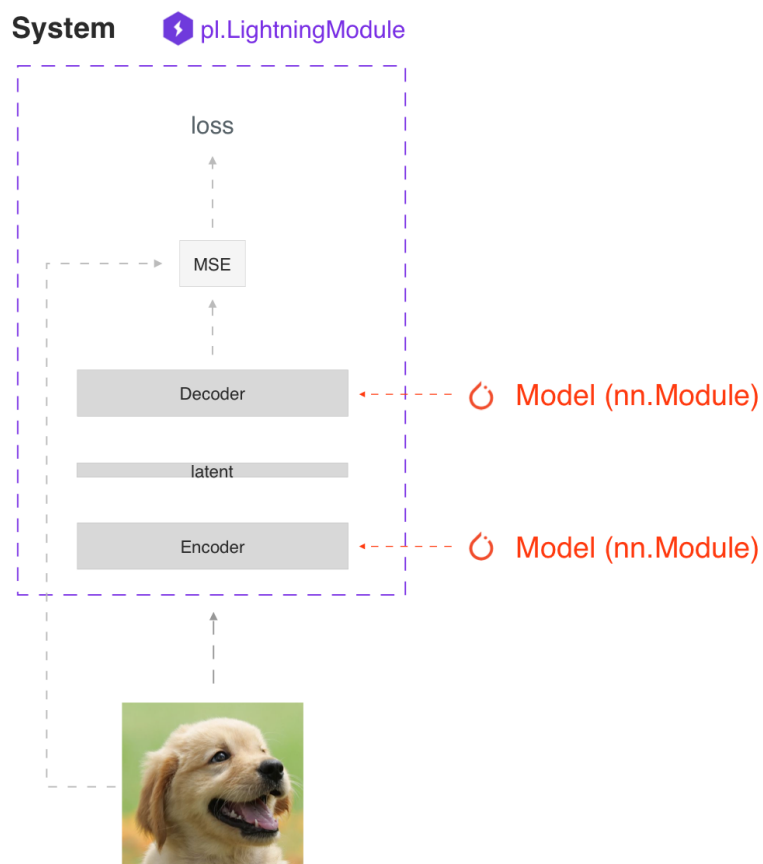 System
pl.LightningModule
loss
MSE
Decoder
Model (nn.Module)
latent
Encoder
Model (nn.Module)